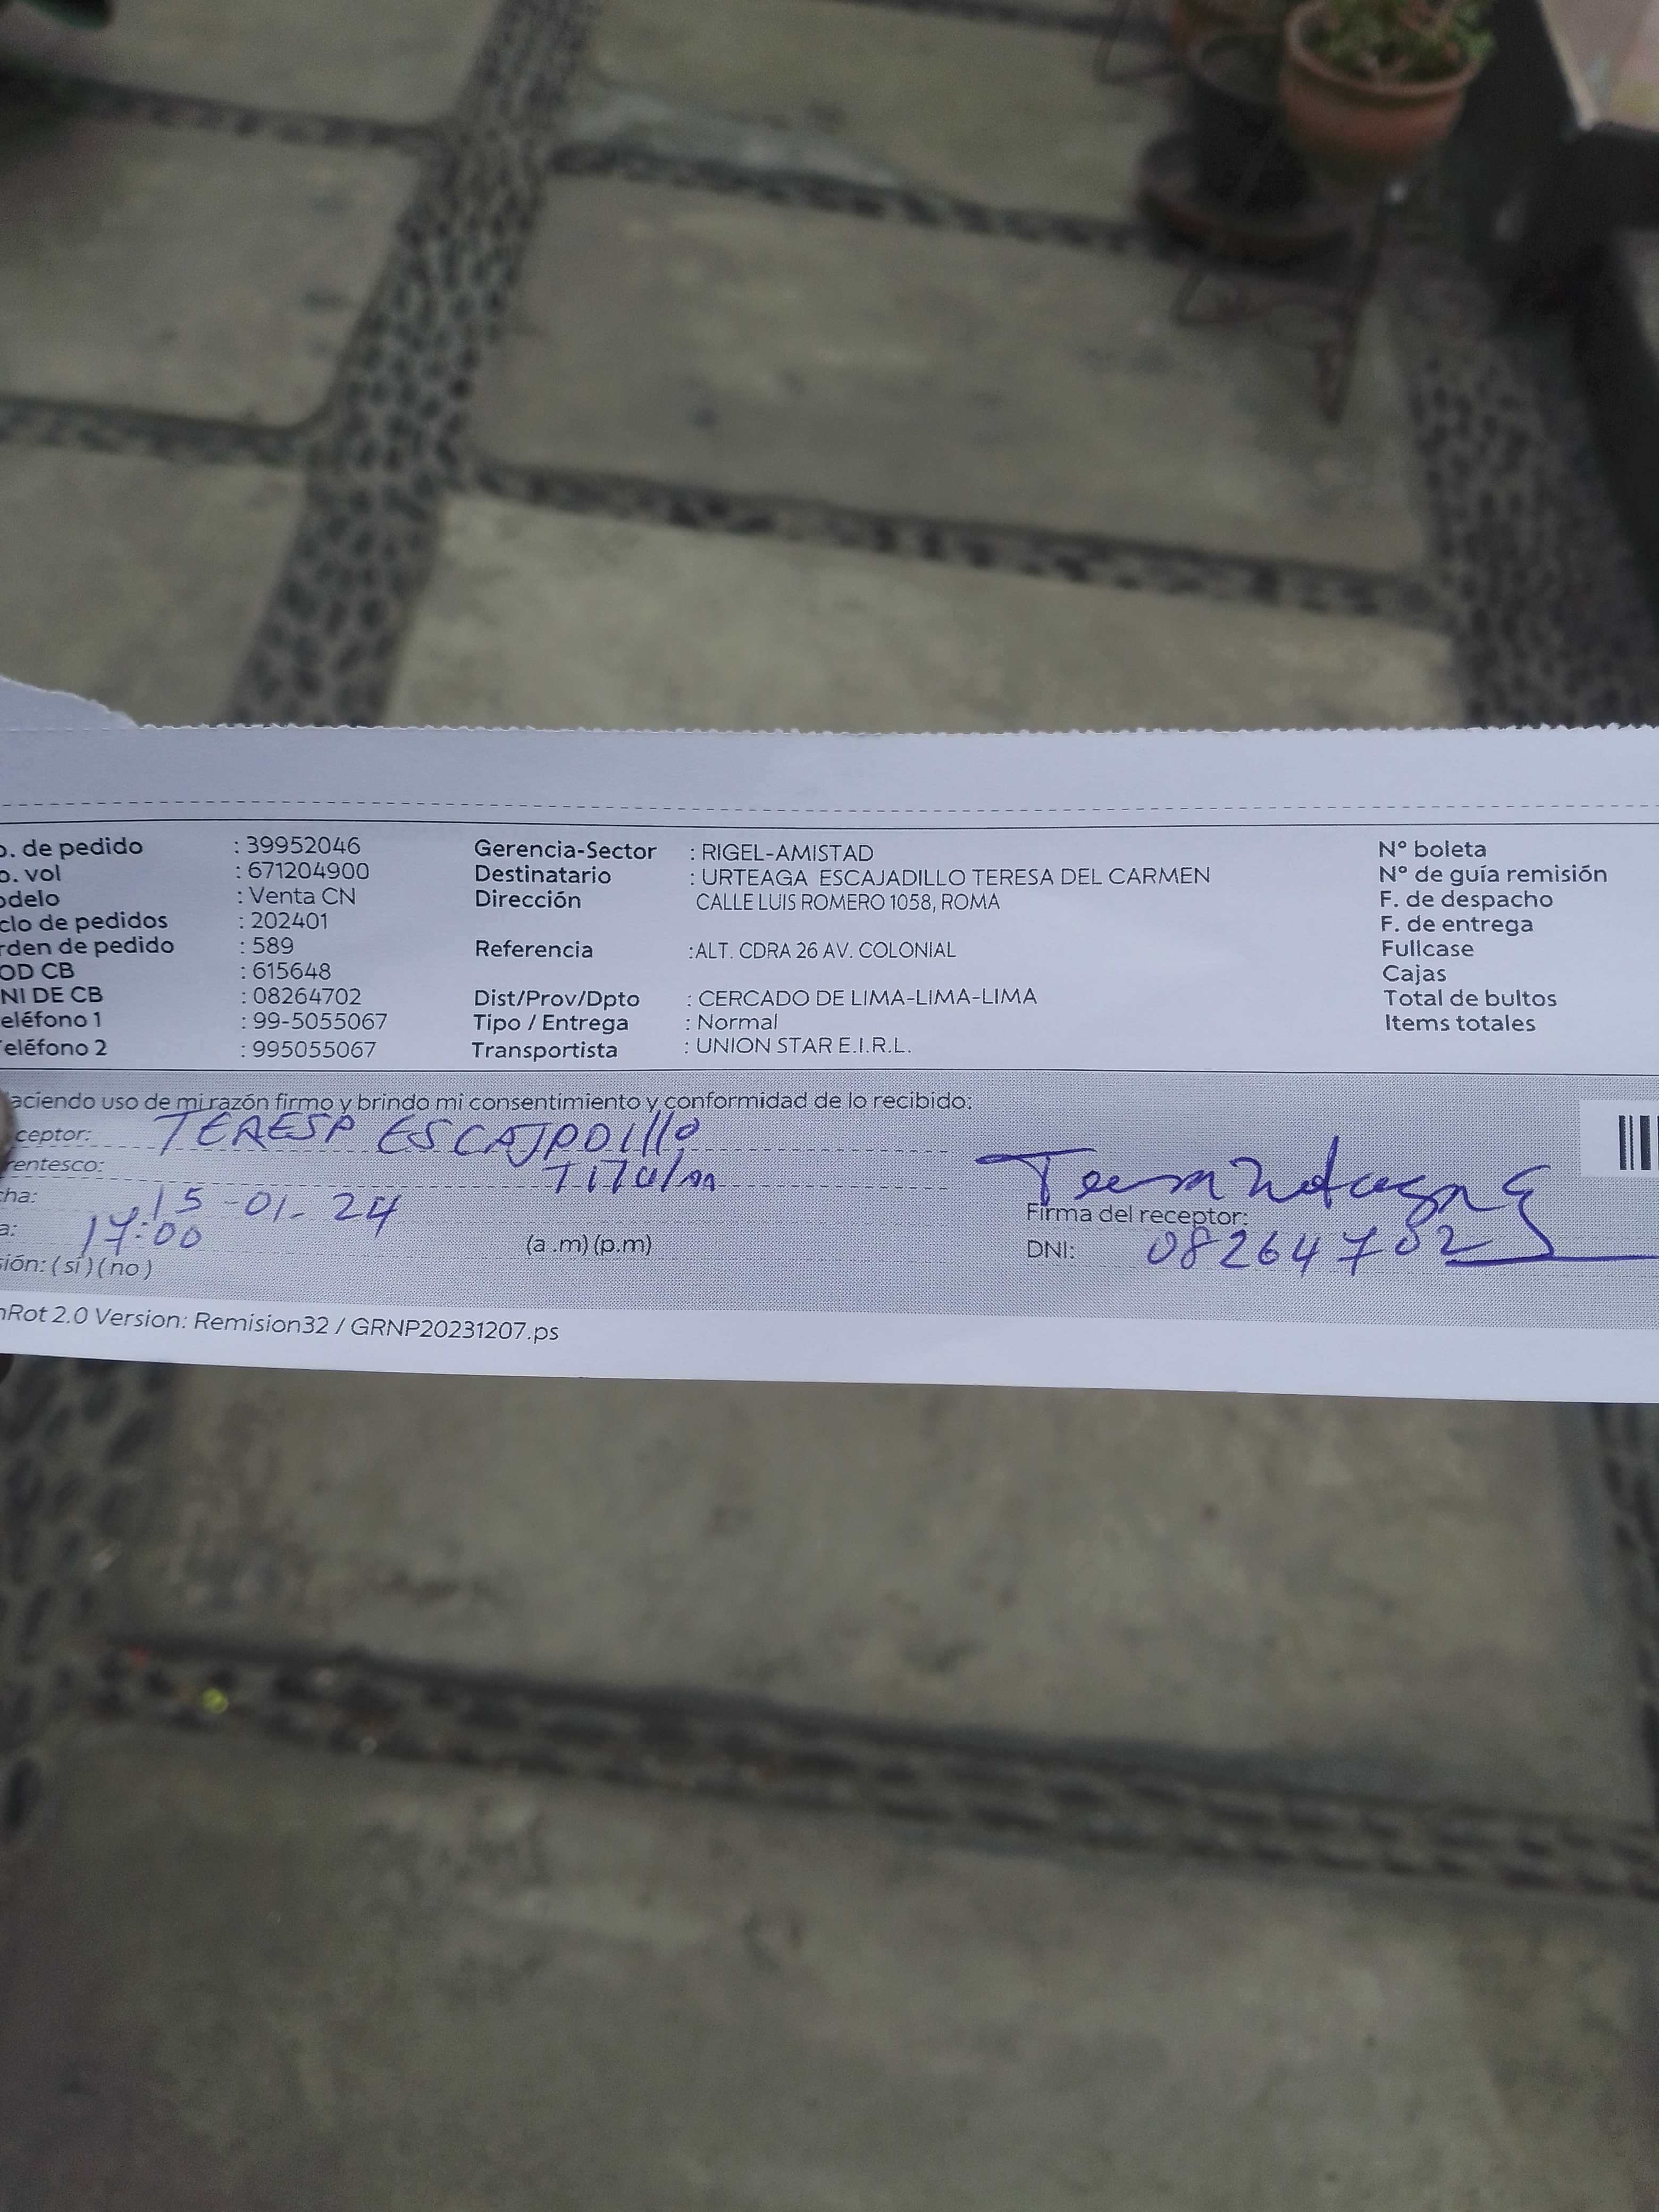 o. de pedido : 39952046 Gerencia-Sector : RIGEL-AMISTAD N° boleta
o. vol : 671204900 Destinatario : URTEAGA ESCAJADILLO TERESA DEL CARMEN N° de guía remisión
odelo : Venta CN Dirección CALLE LUIS ROMERO 1058, ROMA F. de despacho
clo de pedidos : 202401 F. de entrega
rden de pedido : 589 Referencia :ALT. CDRA 26 AV. COLONIAL Fullcase
OD CB : 615648 Cajas
NI DE CB : 08264702 Dist/Prov/Dpto : CERCADO DE LIMA-LIMA-LIMA Total de bultos
eléfono 1 : 99-5055067 Tipo / Entrega : Normal Items totales
eléfono 2 : 995055067 Transportista : UNION STAR E.I.R.L.
aciendo uso de mi razón firmo y brindo mi consentimiento y conformidad de lo recibido:
ceptor: TERESA ESCAJADIllO
rentesco: TITULAR
cha: 15-01-24
a: 17:00 (a .m) (p.m)
Firma del receptor:
DNI: 08264702
sión: ( si ) ( no )
nRot 2.0 Version: Remision32 / GRNP20231207.ps